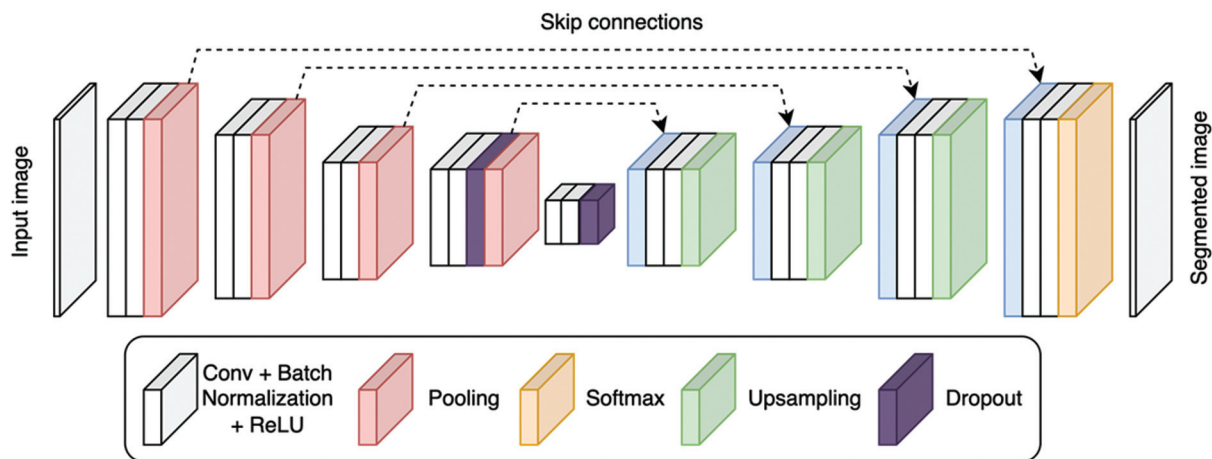 Skip connections
Input image
Segmented image
Conv + Batch
Normalization
+ ReLU
Pooling
Softmax
Upsampling
Dropout